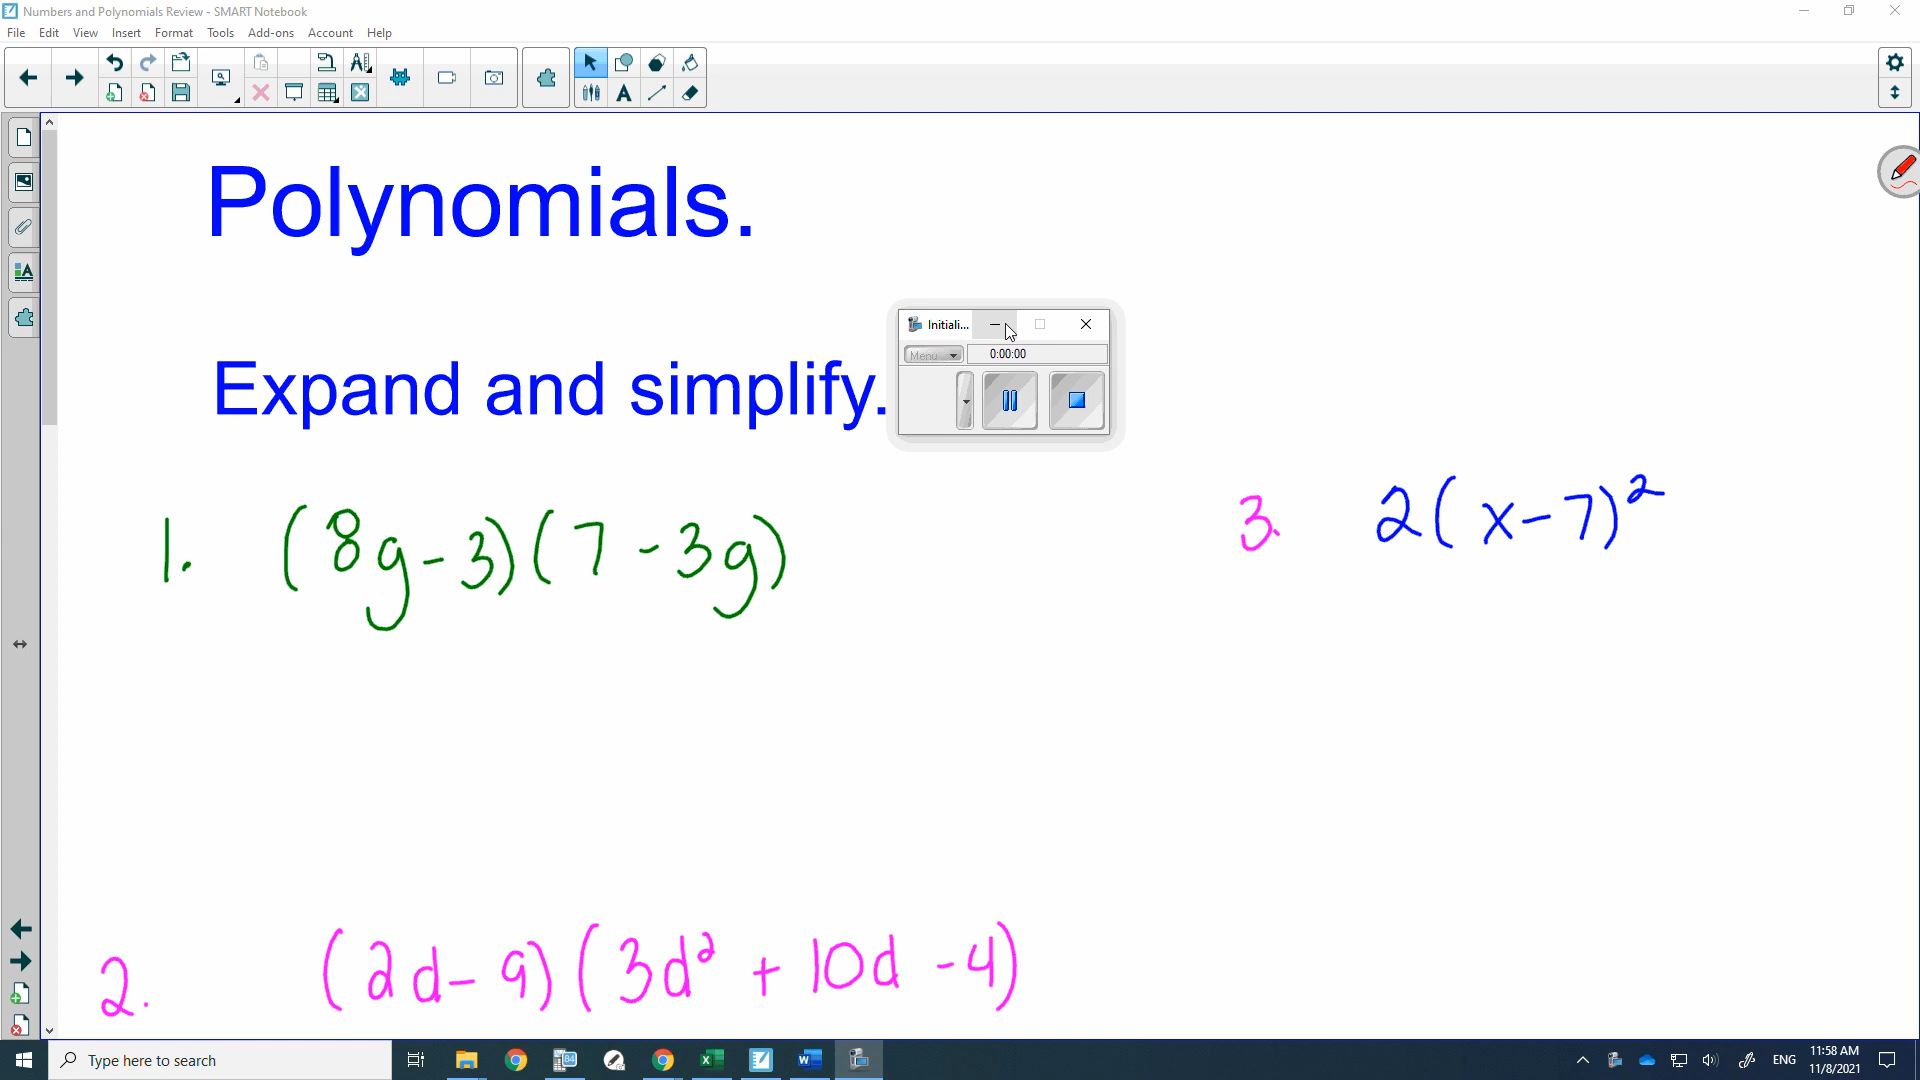 Numbers and Polynomials Review - SMART Notebook
File Edit View Insert Format Tools Add-ons Account Help
Polynomials.
Expand and simplify.
Initiali...
Menu
0:00:00
1. (8g-3)(7-3g)
3. 2(x-7)²
2. (2d-9)(3d²+10d-4)
Type here to search
84
ENG
11:58 AM
11/8/2021